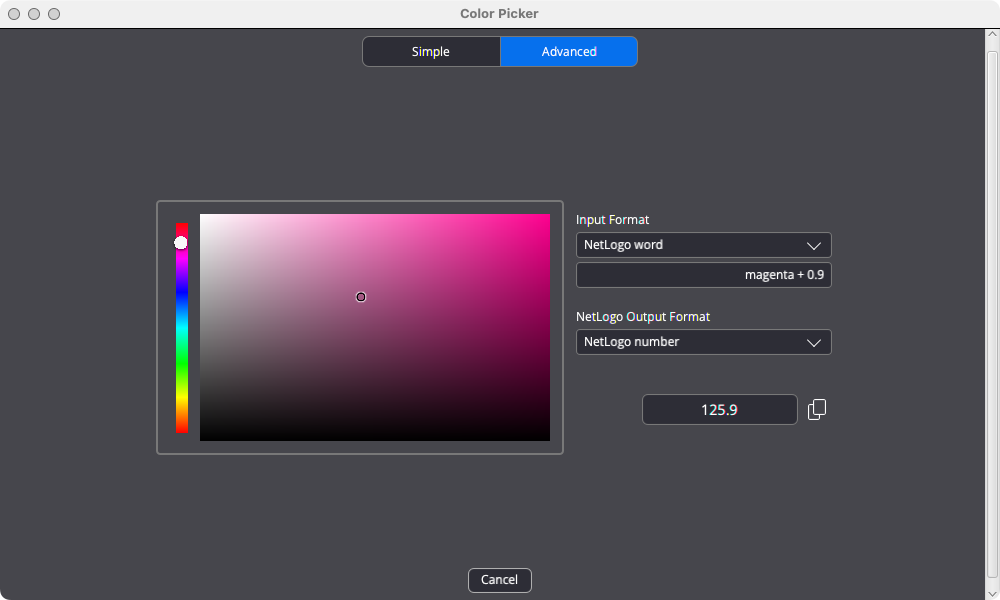 Color Picker
Simple
Advanced
Input Format
NetLogo word
magenta + 0.9
NetLogo Output Format
NetLogo number
125.9
Cancel